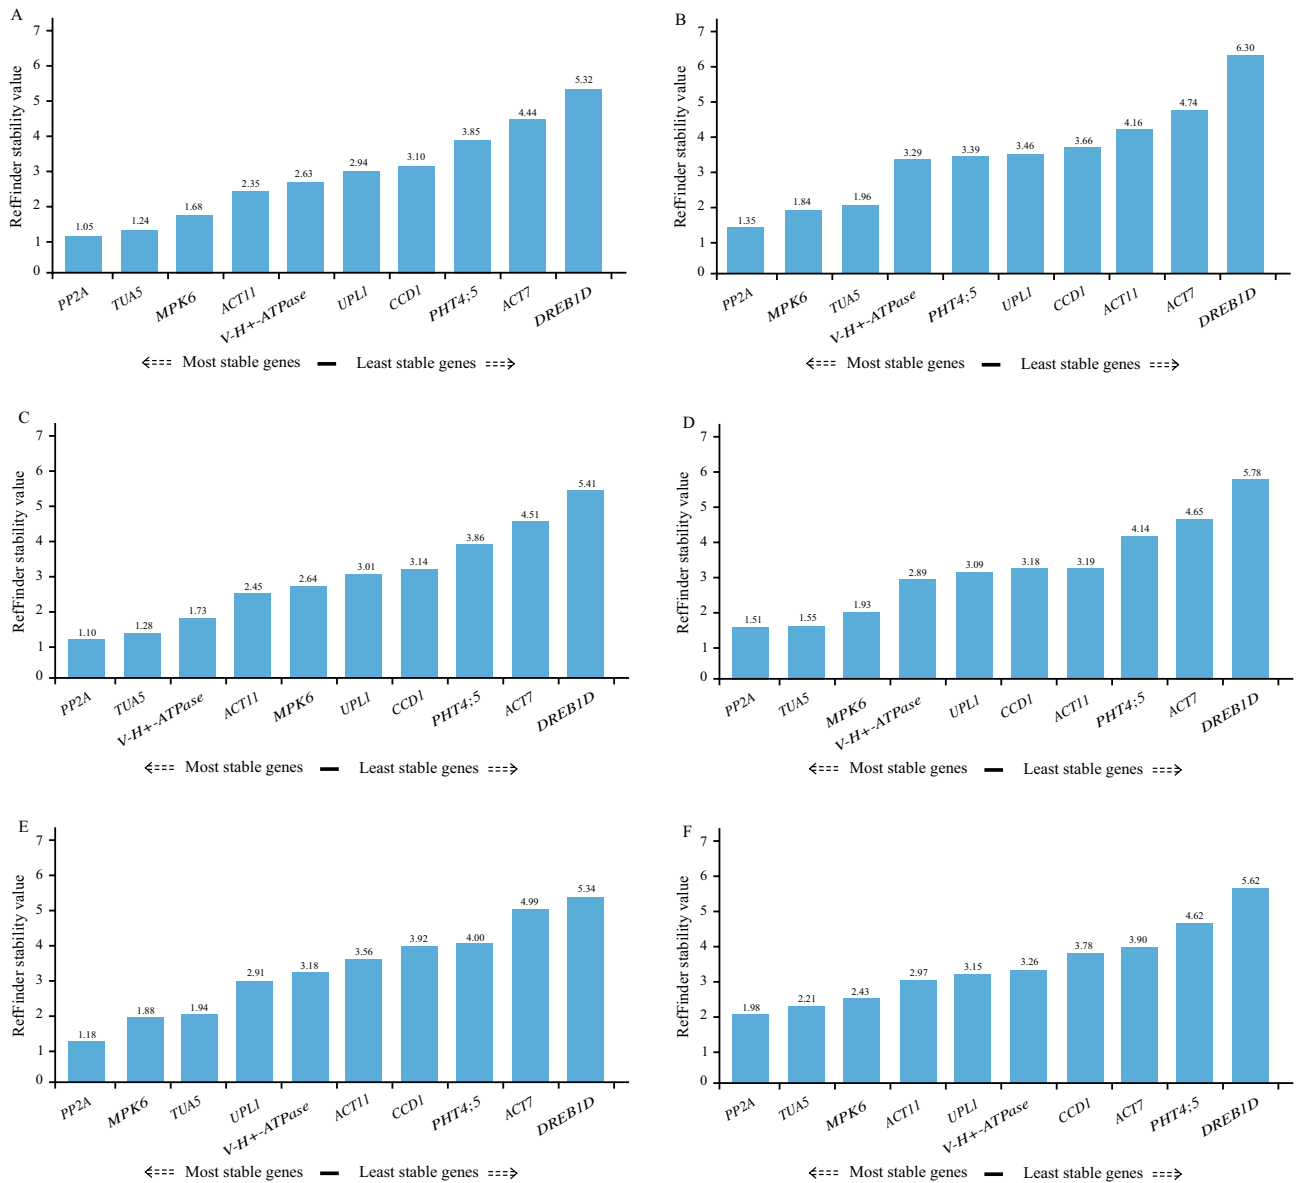 A
RefFinder stability value
7
6
5
4
3
2
1
0
1.05
1.24
1.68
2.35
2.63
2.94
3.10
3.85
4.44
5.32
PP2A
TUA5
MPK6
ACT11
V-H+-ATPase
UPL1
CCD1
PHT4;5
ACT7
DREB1D
Most stable genes
Least stable genes
B
RefFinder stability value
7
6
5
4
3
2
1
0
1.35
1.84
1.96
3.29
3.39
3.46
3.66
4.16
4.74
6.30
PP2A
MPK6
TUA5
V-H+-ATPase
PHT4;5
UPL1
CCD1
ACT11
ACT7
DREB1D
Most stable genes
Least stable genes
C
RefFinder stability value
7
6
5
4
3
2
1
0
1.10
1.28
1.73
2.45
2.64
3.01
3.14
3.86
4.51
5.41
PP2A
TUA5
V-H+-ATPase
ACT11
MPK6
UPL1
CCD1
PHT4;5
ACT7
DREB1D
Most stable genes
Least stable genes
D
RefFinder stability value
7
6
5
4
3
2
1
0
1.51
1.55
1.93
2.89
3.09
3.18
3.19
4.14
4.65
5.78
PP2A
TUA5
MPK6
V-H+-ATPase
UPL1
CCD1
ACT11
PHT4;5
ACT7
DREB1D
Most stable genes
Least stable genes
E
RefFinder stability value
7
6
5
4
3
2
1
0
1.18
1.88
1.94
2.91
3.18
3.56
3.92
4.00
4.99
5.34
PP2A
MPK6
TUA5
UPL1
V-H+-ATPase
ACT11
CCD1
PHT4;5
ACT7
DREB1D
Most stable genes
Least stable genes
F
RefFinder stability value
7
6
5
4
3
2
1
0
1.98
2.21
2.43
2.97
3.15
3.26
3.78
3.90
4.62
5.62
PP2A
TUA5
MPK6
ACT11
UPL1
V-H+-ATPase
CCD1
ACT7
PHT4;5
DREB1D
Most stable genes
Least stable genes